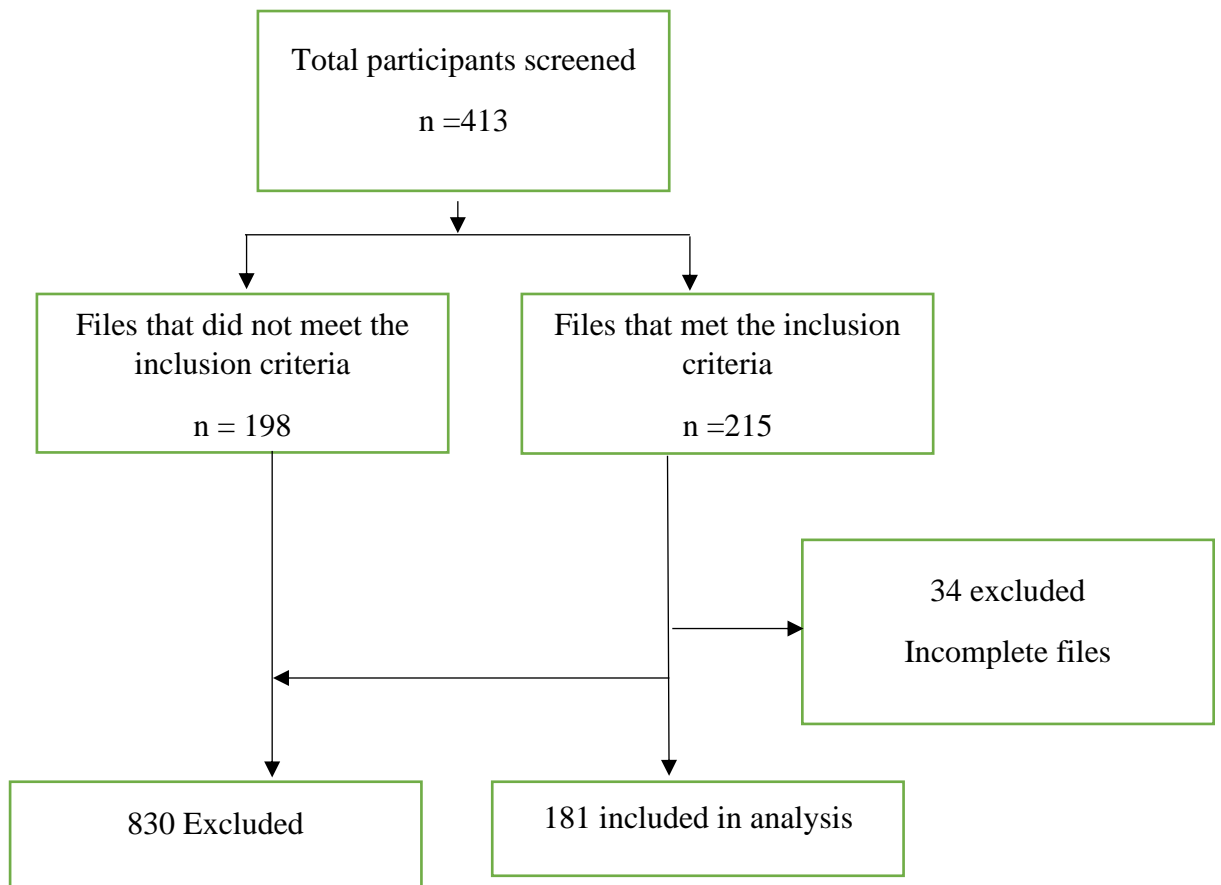 Total participants screened
n =413
Files that did not meet the
inclusion criteria
n = 198
Files that met the inclusion
criteria
n =215
34 excluded
Incomplete files
830 Excluded
181 included in analysis